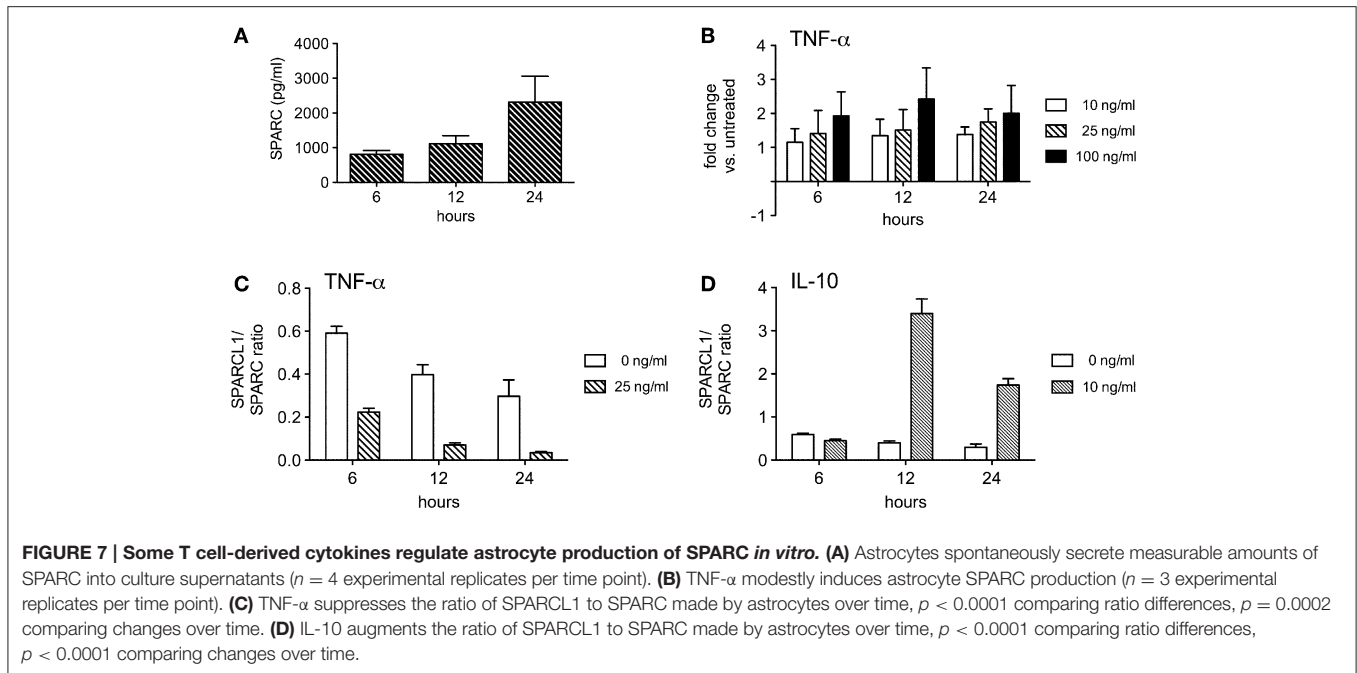 A
SPARC (pg/ml)
4000
3000
2000
1000
0
6 12 24
hours
B
TNF-α
fold change
vs. untreated
4
3
2
1
-1
6 12 24
hours
10 ng/ml
25 ng/ml
100 ng/ml
C
TNF-α
SPARCL1/
SPARC ratio
0.8
0.6
0.4
0.2
0.0
6 12 24
hours
0 ng/ml
25 ng/ml
D
IL-10
SPARCL1/
SPARC ratio
4
3
2
1
0
6 12 24
hours
0 ng/ml
10 ng/ml
FIGURE 7 | Some T cell-derived cytokines regulate astrocyte production of SPARC in vitro. (A) Astrocytes spontaneously secrete measurable amounts of
SPARC into culture supernatants (n = 4 experimental replicates per time point). (B) TNF-α modestly induces astrocyte SPARC production (n = 3 experimental
replicates per time point). (C) TNF-α suppresses the ratio of SPARCL1 to SPARC made by astrocytes over time, p < 0.0001 comparing ratio differences, p = 0.0002
comparing changes over time. (D) IL-10 augments the ratio of SPARCL1 to SPARC made by astrocytes over time, p < 0.0001 comparing ratio differences,
p < 0.0001 comparing changes over time.